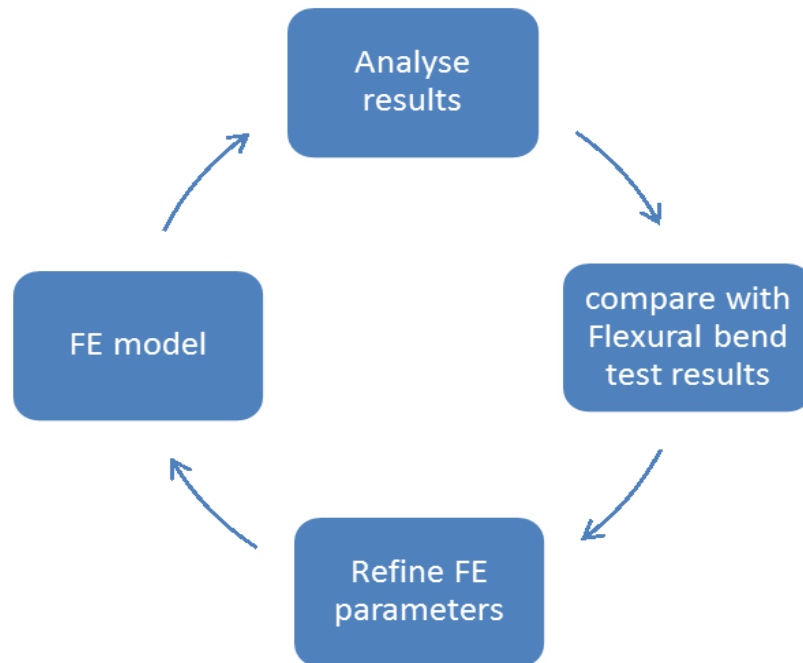 Analyse
results
compare with
Flexural bend
test results
Refine FE
parameters
FE model